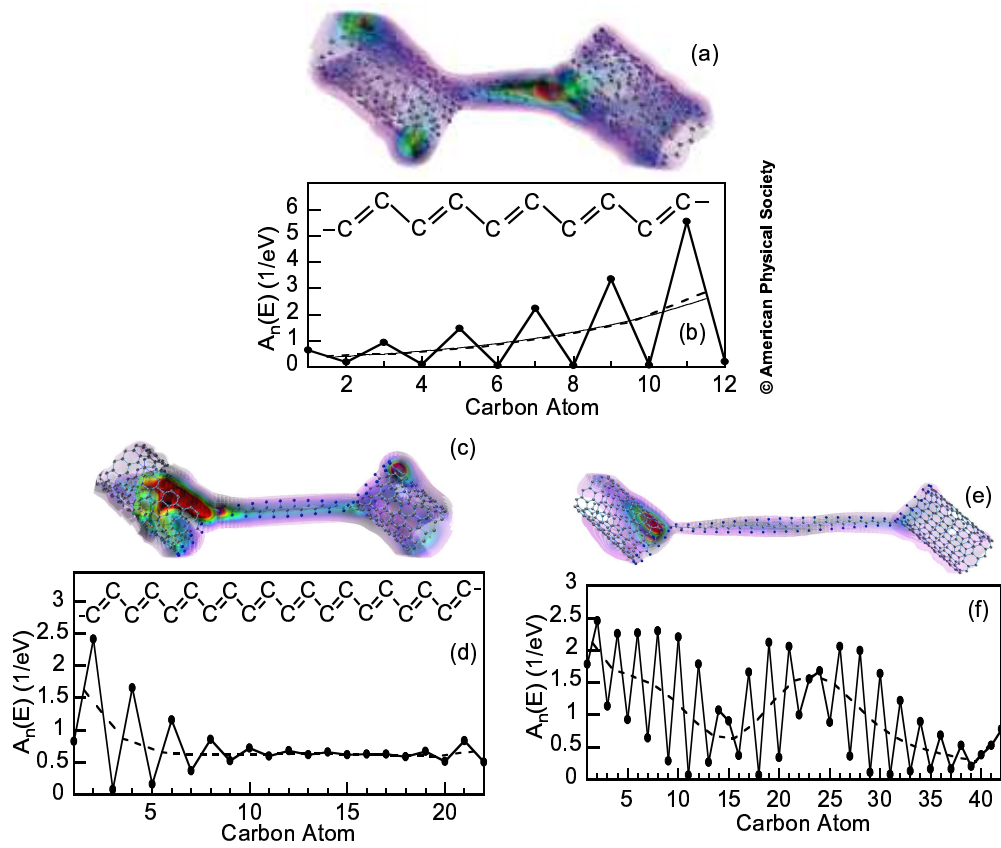 (a)
© American Physical Society
6
5
4
3
2
1
0
A_n(E) (1/eV)
C C C C C
–C C C C C –
(b)
2 4 6 8 10 12
Carbon Atom
(c)
(e)
3
2.5
2
1.5
1
0.5
0
A_n(E) (1/eV)
C C C C C C C C C C C-
-C C C C C C C C C C C
(d)
5 10 15 20
Carbon Atom
3
2.5
2
1.5
1
0.5
0
A_n(E) (1/eV)
(f)
5 10 15 20 25 30 35 40
Carbon Atom